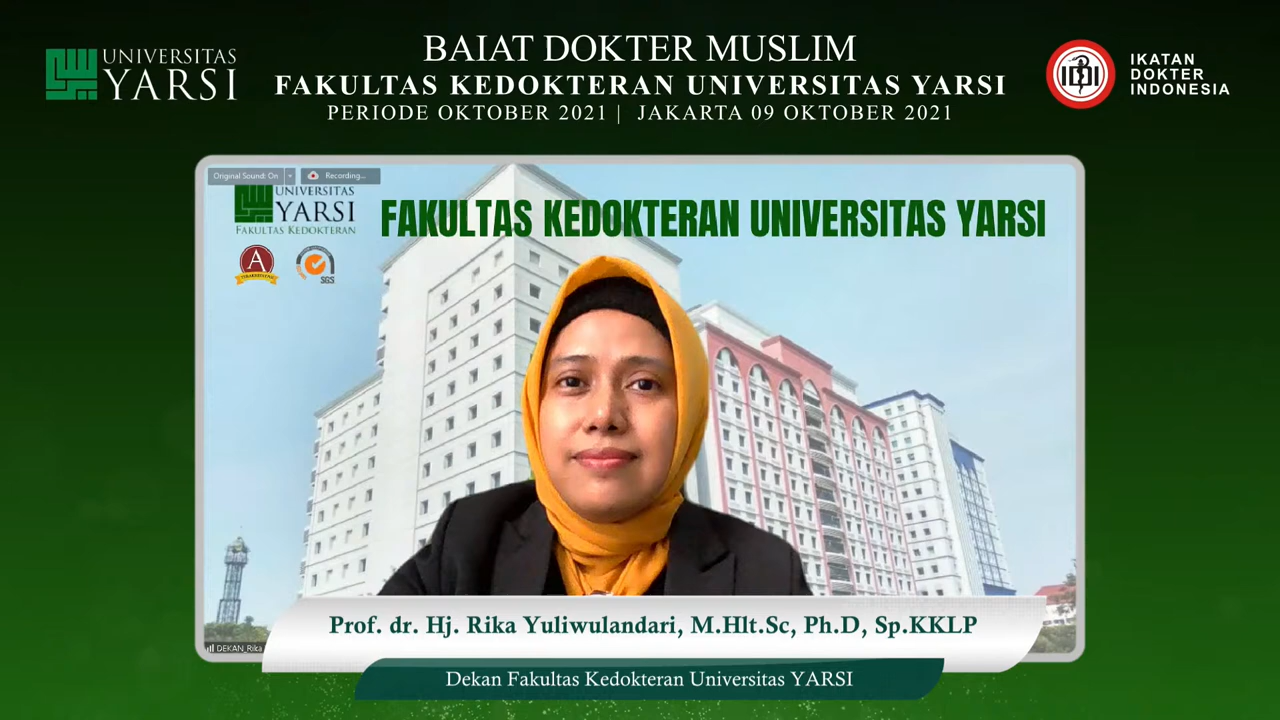 UNIVERSITAS
YARSI
BAIAT DOKTER MUSLIM
FAKULTAS KEDOKTERAN UNIVERSITAS YARSI
PERIODE OKTOBER 2021 | JAKARTA 09 OKTOBER 2021
IDI
IKATAN
DOKTER
INDONESIA
Original Sound: On
Recording...
UNIVERSITAS
YARSI
FAKULTAS KEDOKTERAN
FAKULTAS KEDOKTERAN UNIVERSITAS YARSI
A
SGS
DEKAN_Rika
Prof. dr. Hj. Rika Yuliwulandari, M.Hlt.Sc, Ph.D, Sp.KKLP
Dekan Fakultas Kedokteran Universitas YARSI